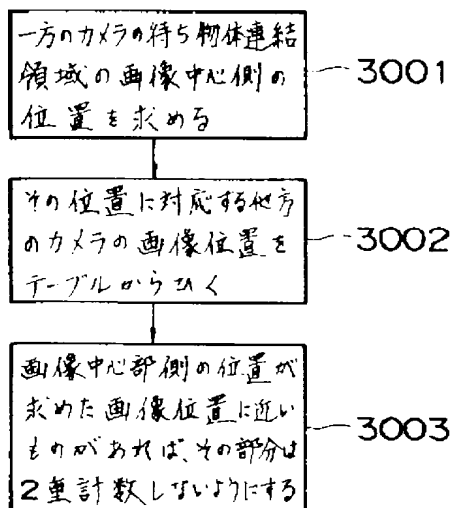 一方のカメラの待ち物体連結
領域の画像中心側の
位置を求める
3001
その位置に対応する他方
のカメラの画像位置を
テーブルからひく
3002
画像中心部側の位置が
求めた画像位置に近い
ものがあれば、その部分は
2重計数しないようにする
3003